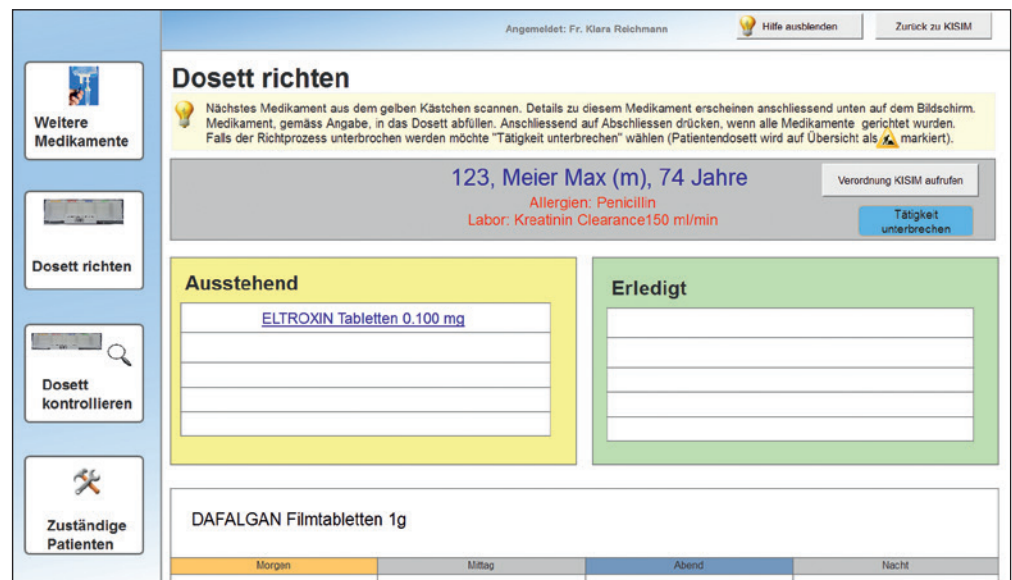 Angemeldet: Fr. Klara Reichmann
Hilfe ausblenden
Zurück zu KISIM
Weitere
Medikamente
Dosett richten
Dosett
kontrollieren
Zuständige
Patienten
Dosett richten
Nächstes Medikament aus dem gelben Kästchen scannen. Details zu diesem Medikament erscheinen anschliessend unten auf dem Bildschirm.
Medikament, gemäss Angabe, in das Dosett abfüllen. Anschliessend auf Abschliessen drücken, wenn alle Medikamente gerichtet wurden.
Falls der Richtprozess unterbrochen werden möchte "Tätigkeit unterbrechen" wählen (Patientendosett wird auf Übersicht als markiert).
123, Meier Max (m), 74 Jahre
Allergien: Penicillin
Labor: Kreatinin Clearance150 ml/min
Verordnung KISIM aufrufen
Tätigkeit
unterbrechen
Ausstehend
ELTROXIN Tabletten 0.100 mg
Erledigt
DAFALGAN Filmtabletten 1g
Morgen
Mittag
Abend
Nacht